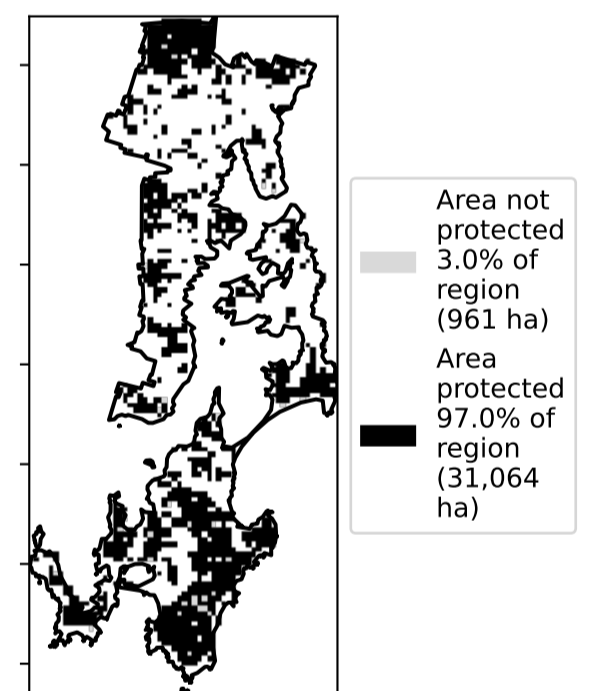 Area not
protected
3.0% of
region
(961 ha)
Area
protected
97.0% of
region
(31,064
ha)